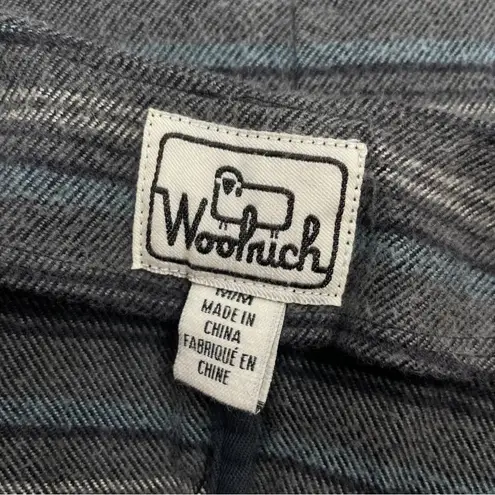 Woolrich
M/M
MADE IN
CHINA
FABRIQUÉ EN
CHINE